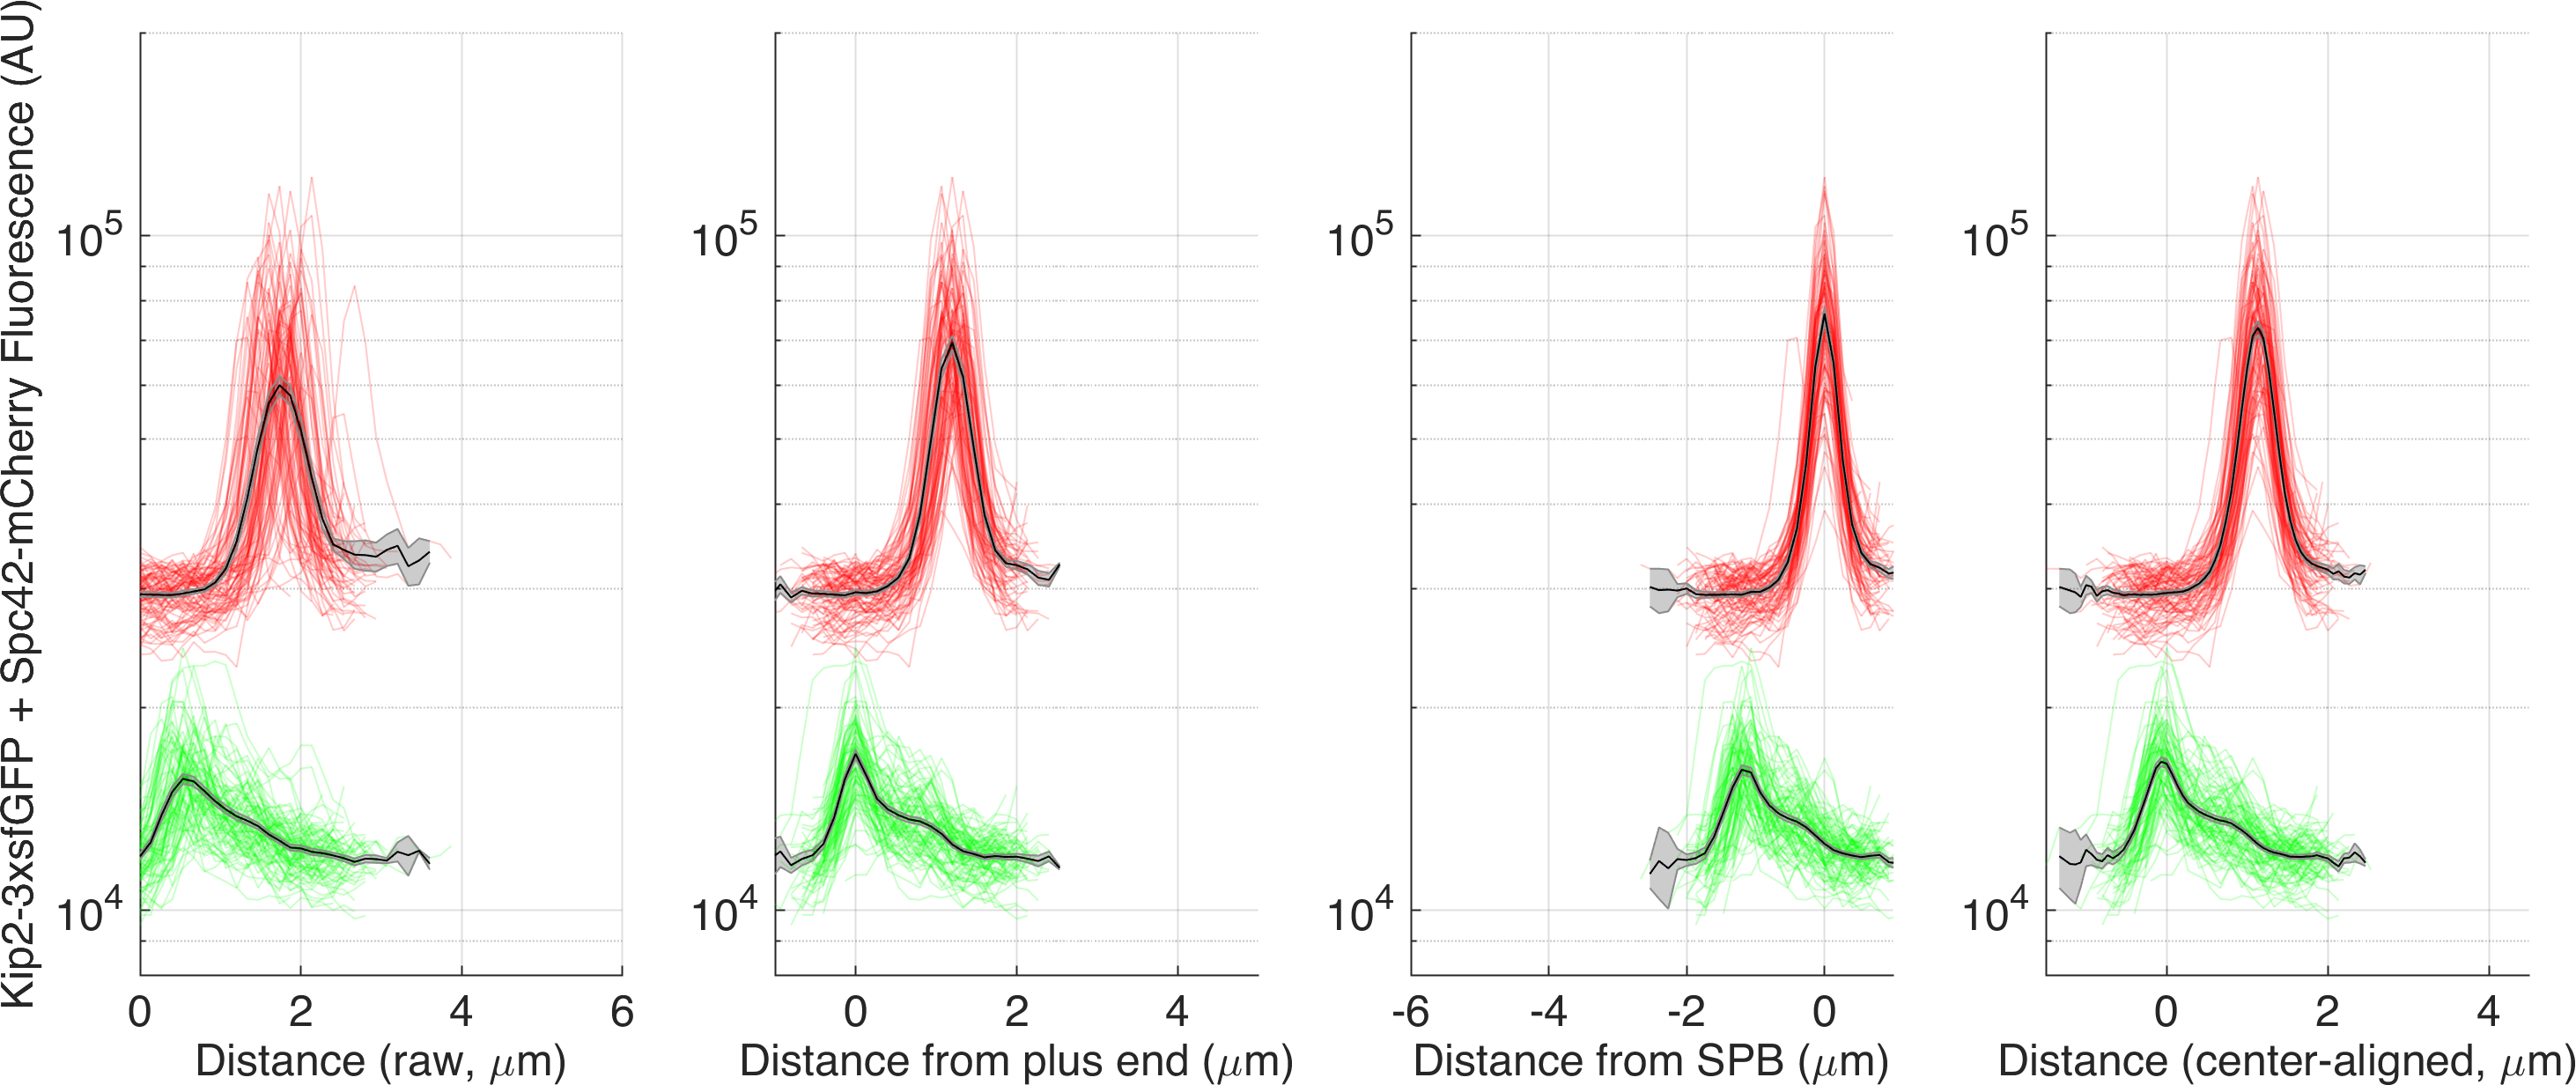 Kip2-3xsfGFP + Spc42-mCherry Fluorescence (AU)
10^5
10^4
0 2 4 6
Distance (raw, μm)
10^5
10^4
0 2 4
Distance from plus end (μm)
10^5
10^4
-6 -4 -2 0
Distance from SPB (μm)
10^5
10^4
0 2 4
Distance (center-aligned, μm)